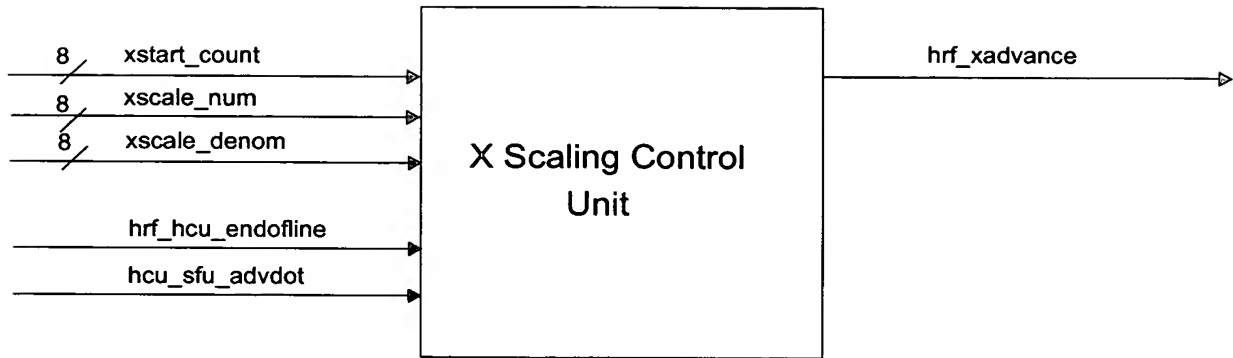 8 xstart_count
hrf_xadvance
8 xscale_num
8 xscale_denom
X Scaling Control
Unit
hrf_hcu_endofline
hcu_sfu_advdot